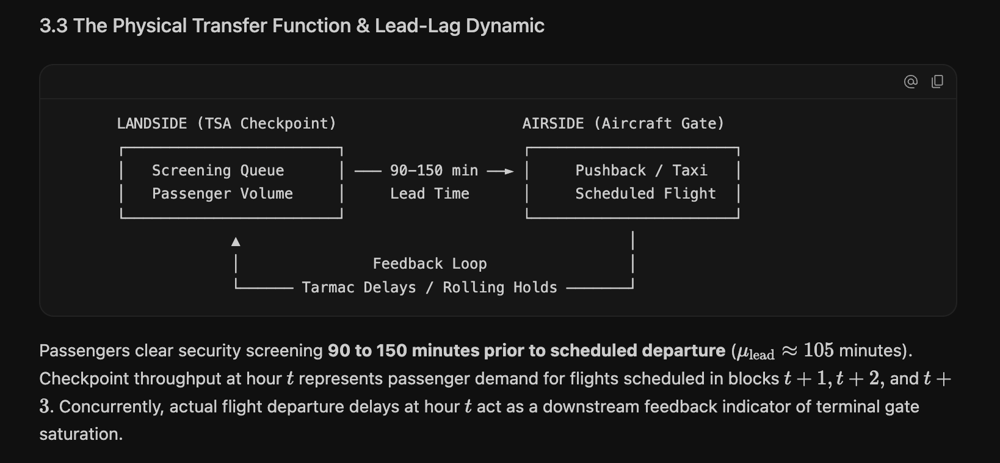 3.3 The Physical Transfer Function & Lead-Lag Dynamic
LANDSIDE (TSA Checkpoint) AIRSIDE (Aircraft Gate)
Screening Queue 90–150 min Pushback / Taxi
Passenger Volume Lead Time Scheduled Flight
Feedback Loop
Tarmac Delays / Rolling Holds
Passengers clear security screening 90 to 150 minutes prior to scheduled departure (μlead ≈ 105 minutes).
Checkpoint throughput at hour t represents passenger demand for flights scheduled in blocks t + 1, t + 2, and t +
3. Concurrently, actual flight departure delays at hour t act as a downstream feedback indicator of terminal gate
saturation.